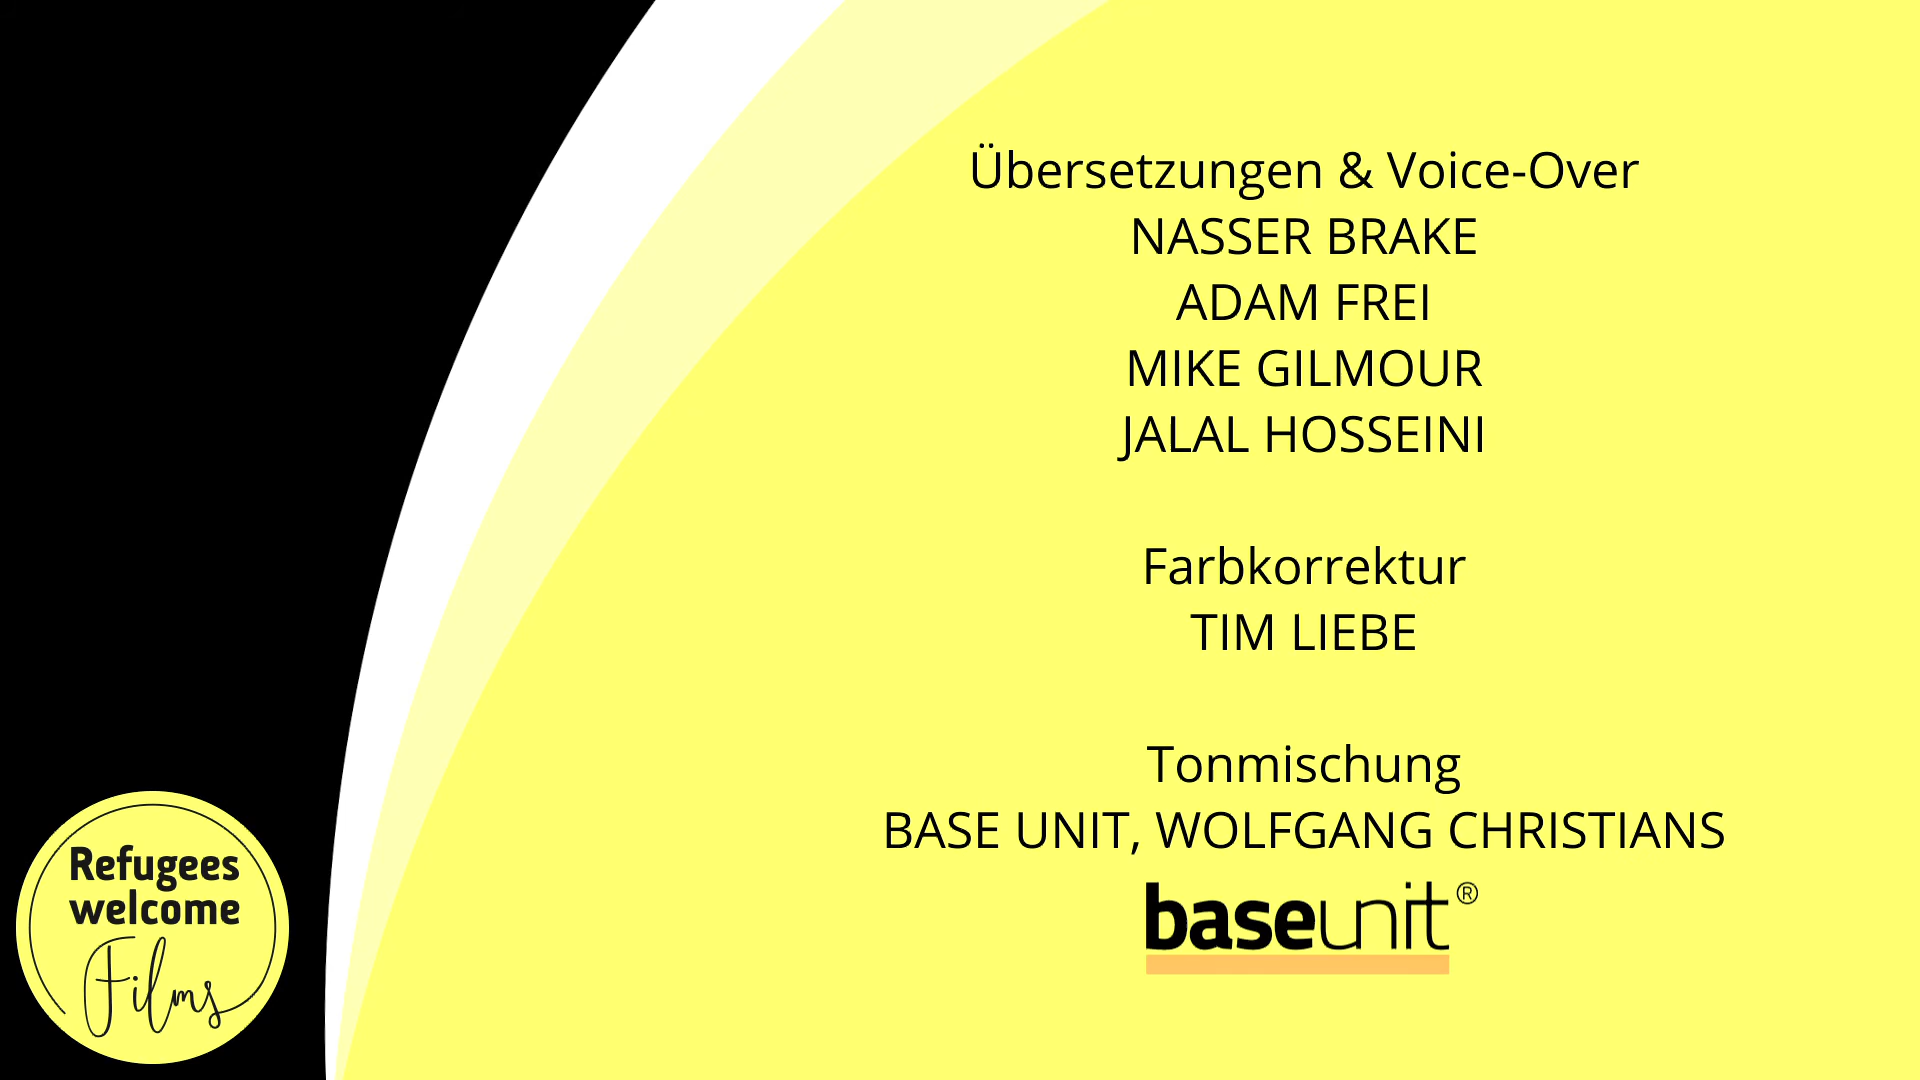 Übersetzungen & Voice-Over
NASSER BRAKE
ADAM FREI
MIKE GILMOUR
JALAL HOSSEINI
Farbkorrektur
TIM LIEBE
Tonmischung
BASE UNIT, WOLFGANG CHRISTIANS
baseunit®
Refugees
welcome
Films